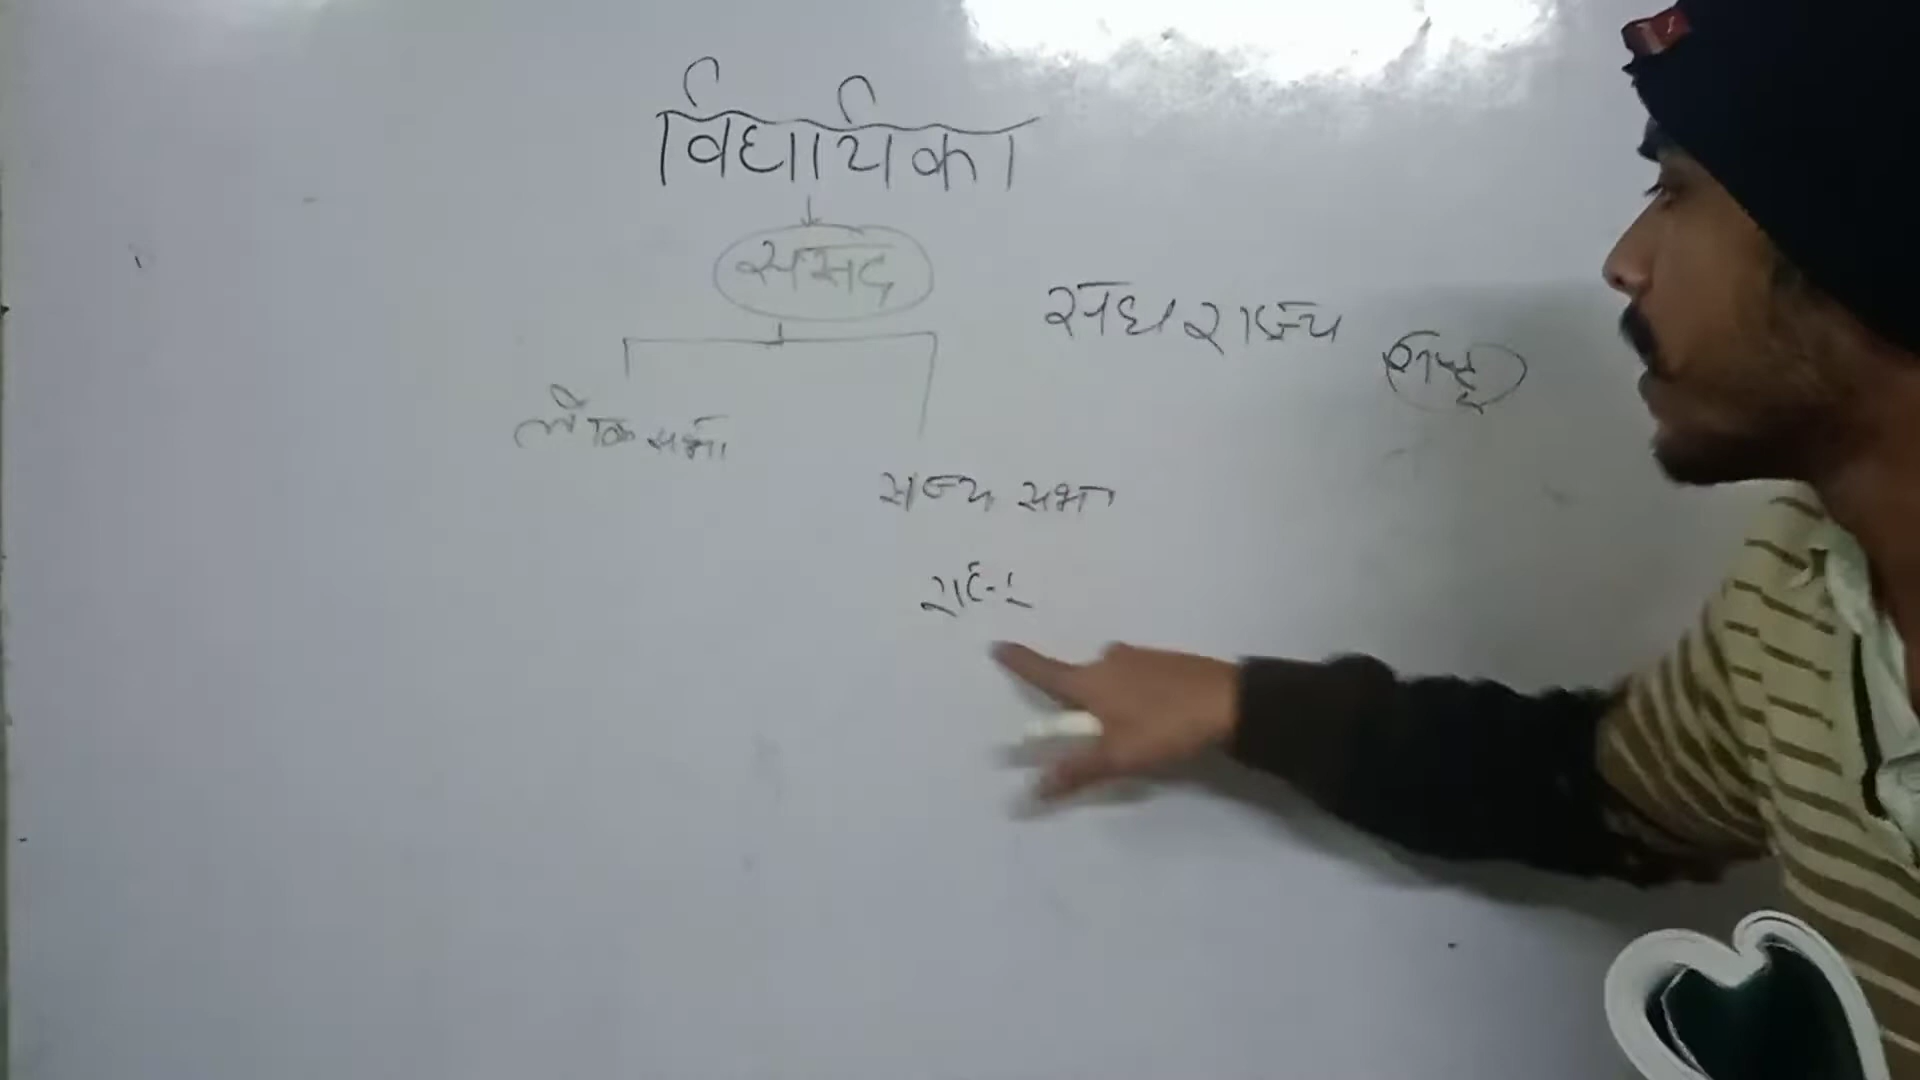 विधायिका
संसद
संघ राज्य
राष्ट्र
लोक सभा
राज्य सभा